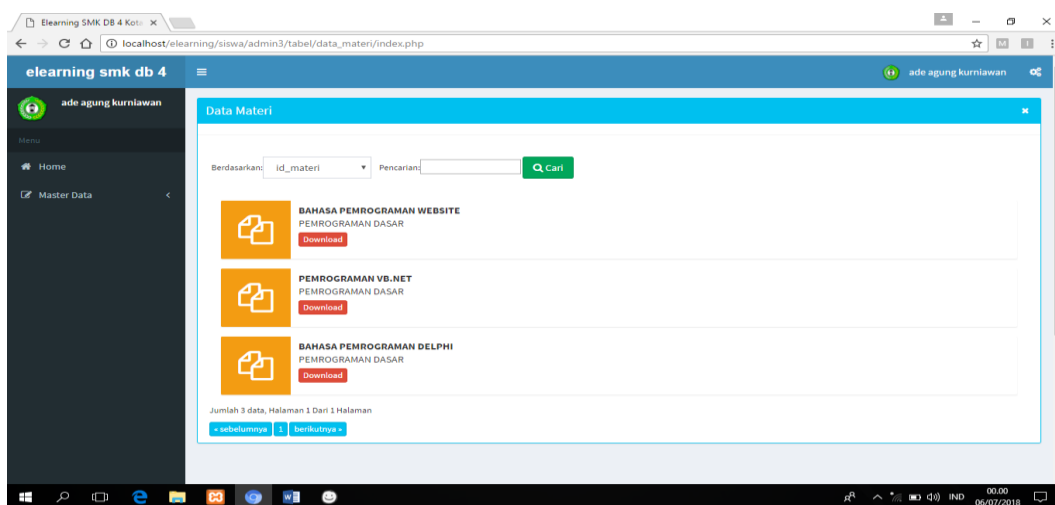 Elearning SMK DB 4 Kota
localhost/elearning/siswa/admin3/tabel/data_materi/index.php
elearning smk db 4
ade agung kurniawan
ade agung kurniawan
Menu
Home
Master Data
Data Materi
Berdasarkan: id_materi Pencarian: Cari
BAHASA PEMROGRAMAN WEBSITE
PEMROGRAMAN DASAR
Download
PEMROGRAMAN VB.NET
PEMROGRAMAN DASAR
Download
BAHASA PEMROGRAMAN DELPHI
PEMROGRAMAN DASAR
Download
Jumlah 3 data, Halaman 1 Dari 1 Halaman
« sebelumnya 1 berikutnya »
IND
00.00
06/07/2018